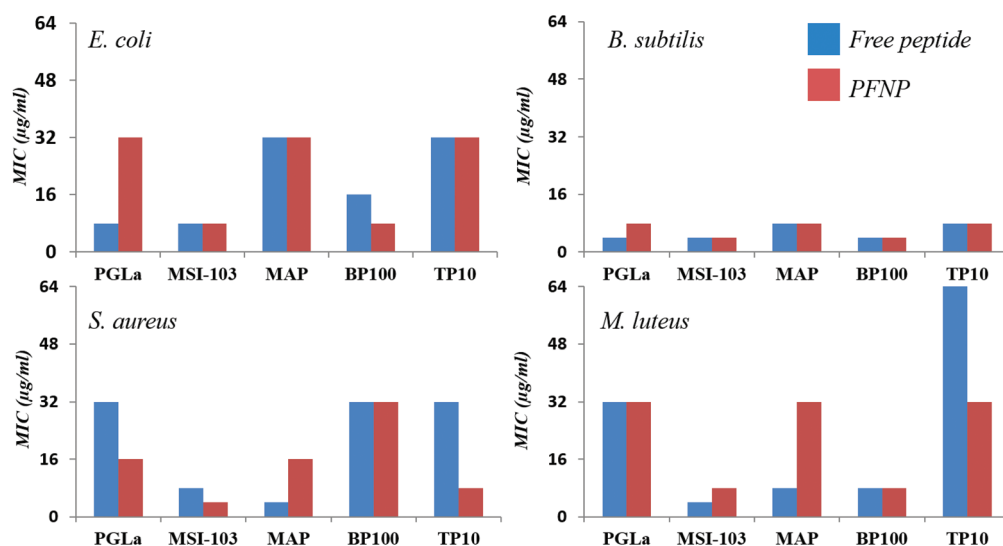 E. coli
MIC (µg/ml)
64
48
32
16
0
PGLa MSI-103 MAP BP100 TP10
B. subtilis
Free peptide
PFNP
MIC (µg/ml)
64
48
32
16
0
PGLa MSI-103 MAP BP100 TP10
S. aureus
MIC (µg/ml)
64
48
32
16
0
PGLa MSI-103 MAP BP100 TP10
M. luteus
MIC (µg/ml)
64
48
32
16
0
PGLa MSI-103 MAP BP100 TP10